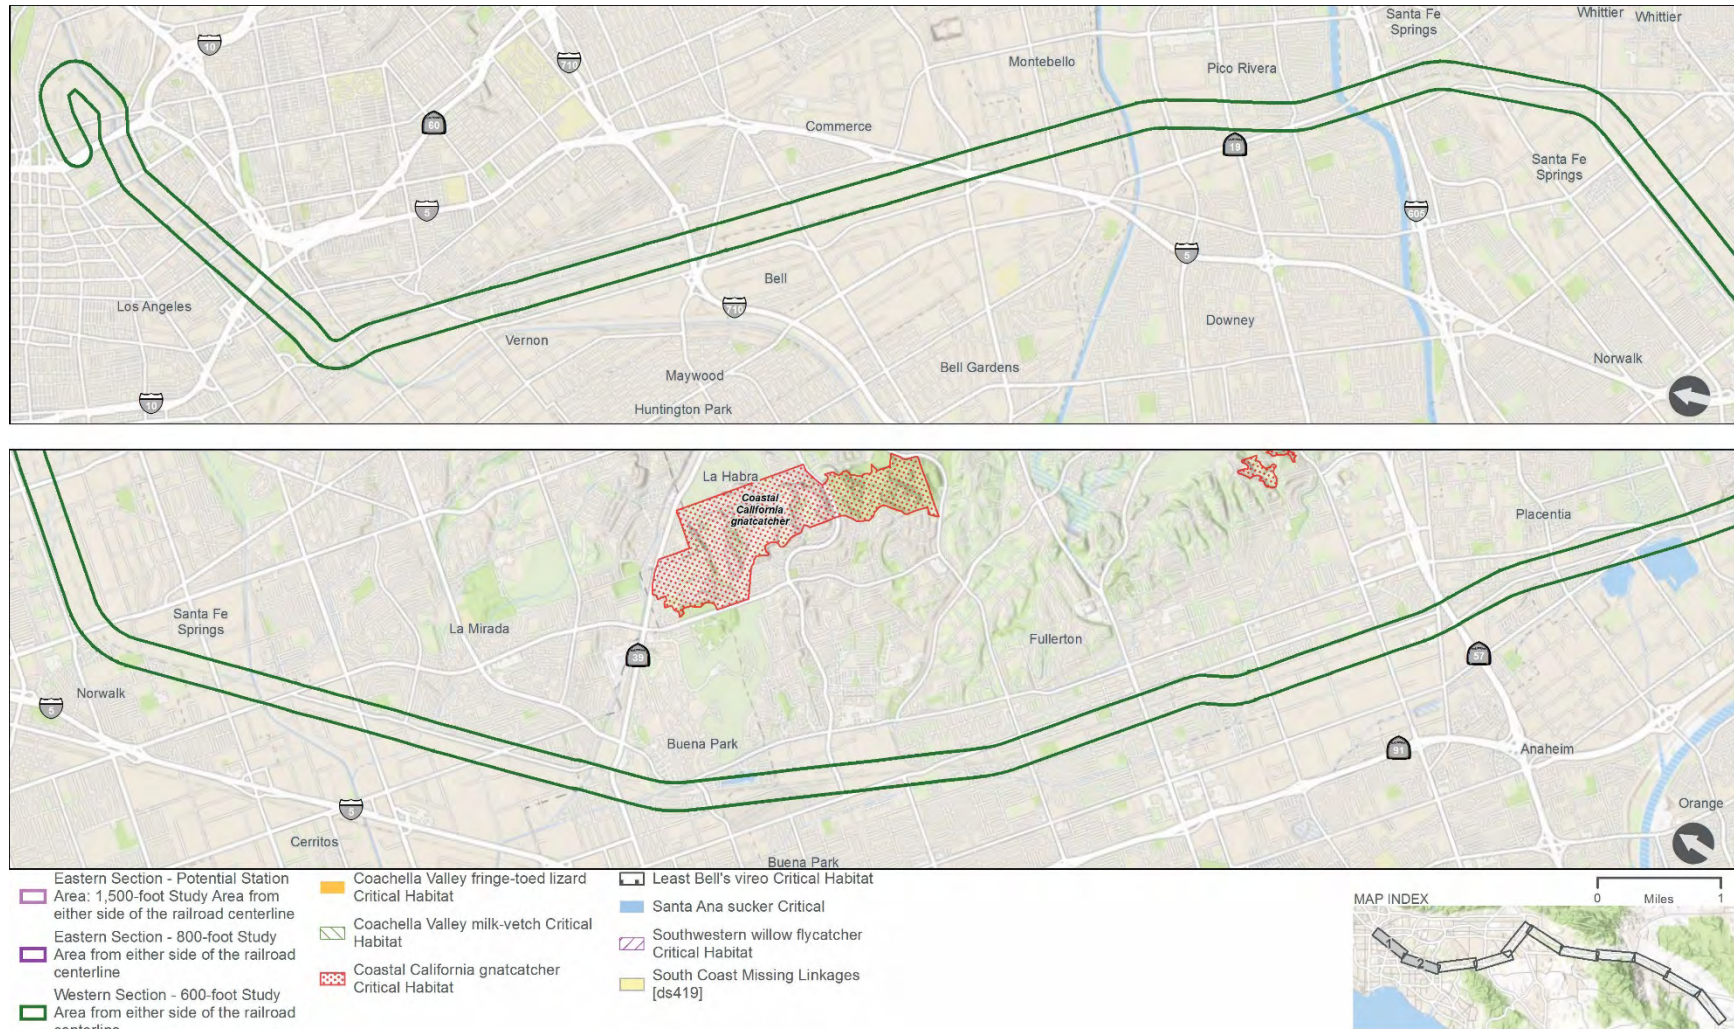 10
710
60
5
Los Angeles
10
Vernon
Maywood
Huntington Park
710
Bell
Commerce
Montebello
Bell Gardens
Pico Rivera
19
5
Downey
605
Santa Fe
Springs
Whittier
Whittier
Santa Fe
Springs
Norwalk
La Habra
Coastal
California
gnatcatcher
Santa Fe
Springs
La Mirada
39
Norwalk
5
Buena Park
5
Cerritos
Buena Park
Fullerton
Placentia
57
91
Anaheim
Orange
Eastern Section - Potential Station
Area: 1,500-foot Study Area from
either side of the railroad centerline
Eastern Section - 800-foot Study
Area from either side of the railroad
centerline
Western Section - 600-foot Study
Area from either side of the railroad
centerline
Coachella Valley fringe-toed lizard
Critical Habitat
Coachella Valley milk-vetch Critical
Habitat
Coastal California gnatcatcher
Critical Habitat
Least Bell's vireo Critical Habitat
Santa Ana sucker Critical
Southwestern willow flycatcher
Critical Habitat
South Coast Missing Linkages
[ds419]
0 Miles 1
MAP INDEX
1
2